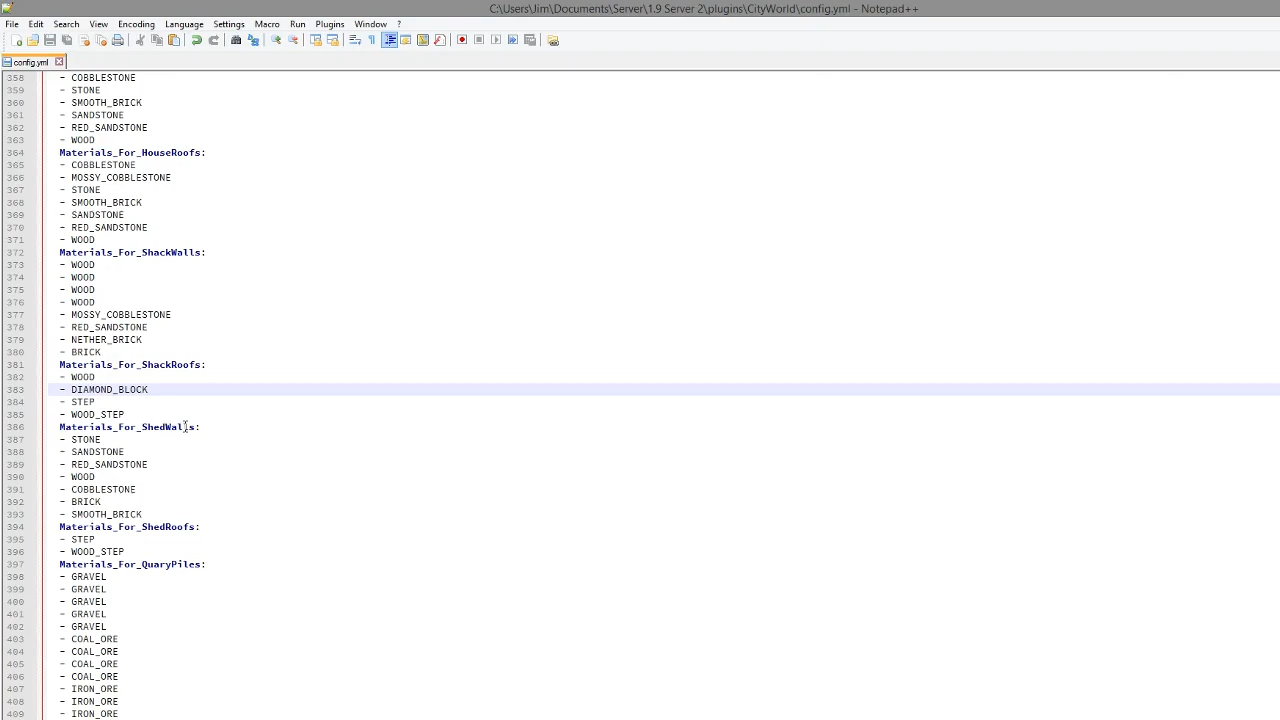 C:\Users\Jim\Documents\Server\1.9 Server 2\plugins\CityWorld\config.yml - Notepad++
File Edit Search View Encoding Language Settings Macro Run Plugins Window ?
config.yml
358 - COBBLESTONE
359 - STONE
360 - SMOOTH_BRICK
361 - SANDSTONE
362 - RED_SANDSTONE
363 - WOOD
364 Materials_For_HouseRoofs:
365 - COBBLESTONE
366 - MOSSY_COBBLESTONE
367 - STONE
368 - SMOOTH_BRICK
369 - SANDSTONE
370 - RED_SANDSTONE
371 - WOOD
372 Materials_For_ShackWalls:
373 - WOOD
374 - WOOD
375 - WOOD
376 - WOOD
377 - MOSSY_COBBLESTONE
378 - RED_SANDSTONE
379 - NETHER_BRICK
380 - BRICK
381 Materials_For_ShackRoofs:
382 - WOOD
383 - DIAMOND_BLOCK
384 - STEP
385 - WOOD_STEP
386 Materials_For_ShedWalls:
387 - STONE
388 - SANDSTONE
389 - RED_SANDSTONE
390 - WOOD
391 - COBBLESTONE
392 - BRICK
393 - SMOOTH_BRICK
394 Materials_For_ShedRoofs:
395 - STEP
396 - WOOD_STEP
397 Materials_For_QuaryPiles:
398 - GRAVEL
399 - GRAVEL
400 - GRAVEL
401 - GRAVEL
402 - GRAVEL
403 - COAL_ORE
404 - COAL_ORE
405 - COAL_ORE
406 - COAL_ORE
407 - IRON_ORE
408 - IRON_ORE
409 - IRON_ORE